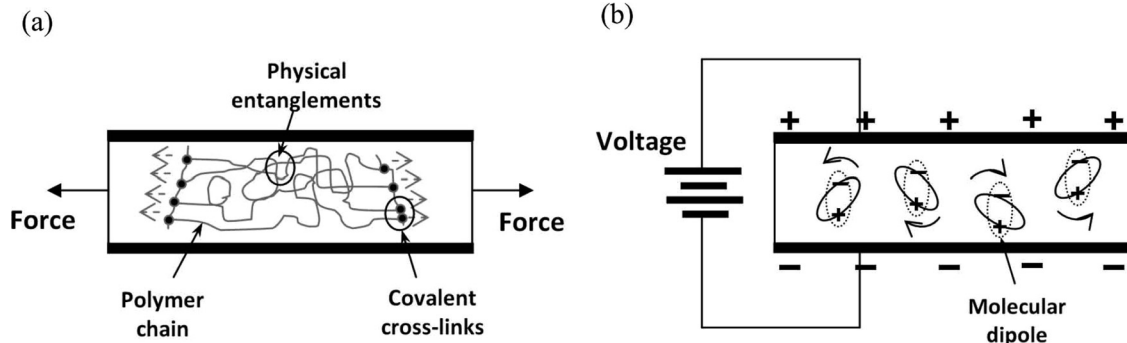 (a)
Physical
entanglements
Force
Force
Polymer
chain
Covalent
cross-links
(b)
+ + + + +
Voltage
− − − −
+ + + +
− − − − −
Molecular
dipole